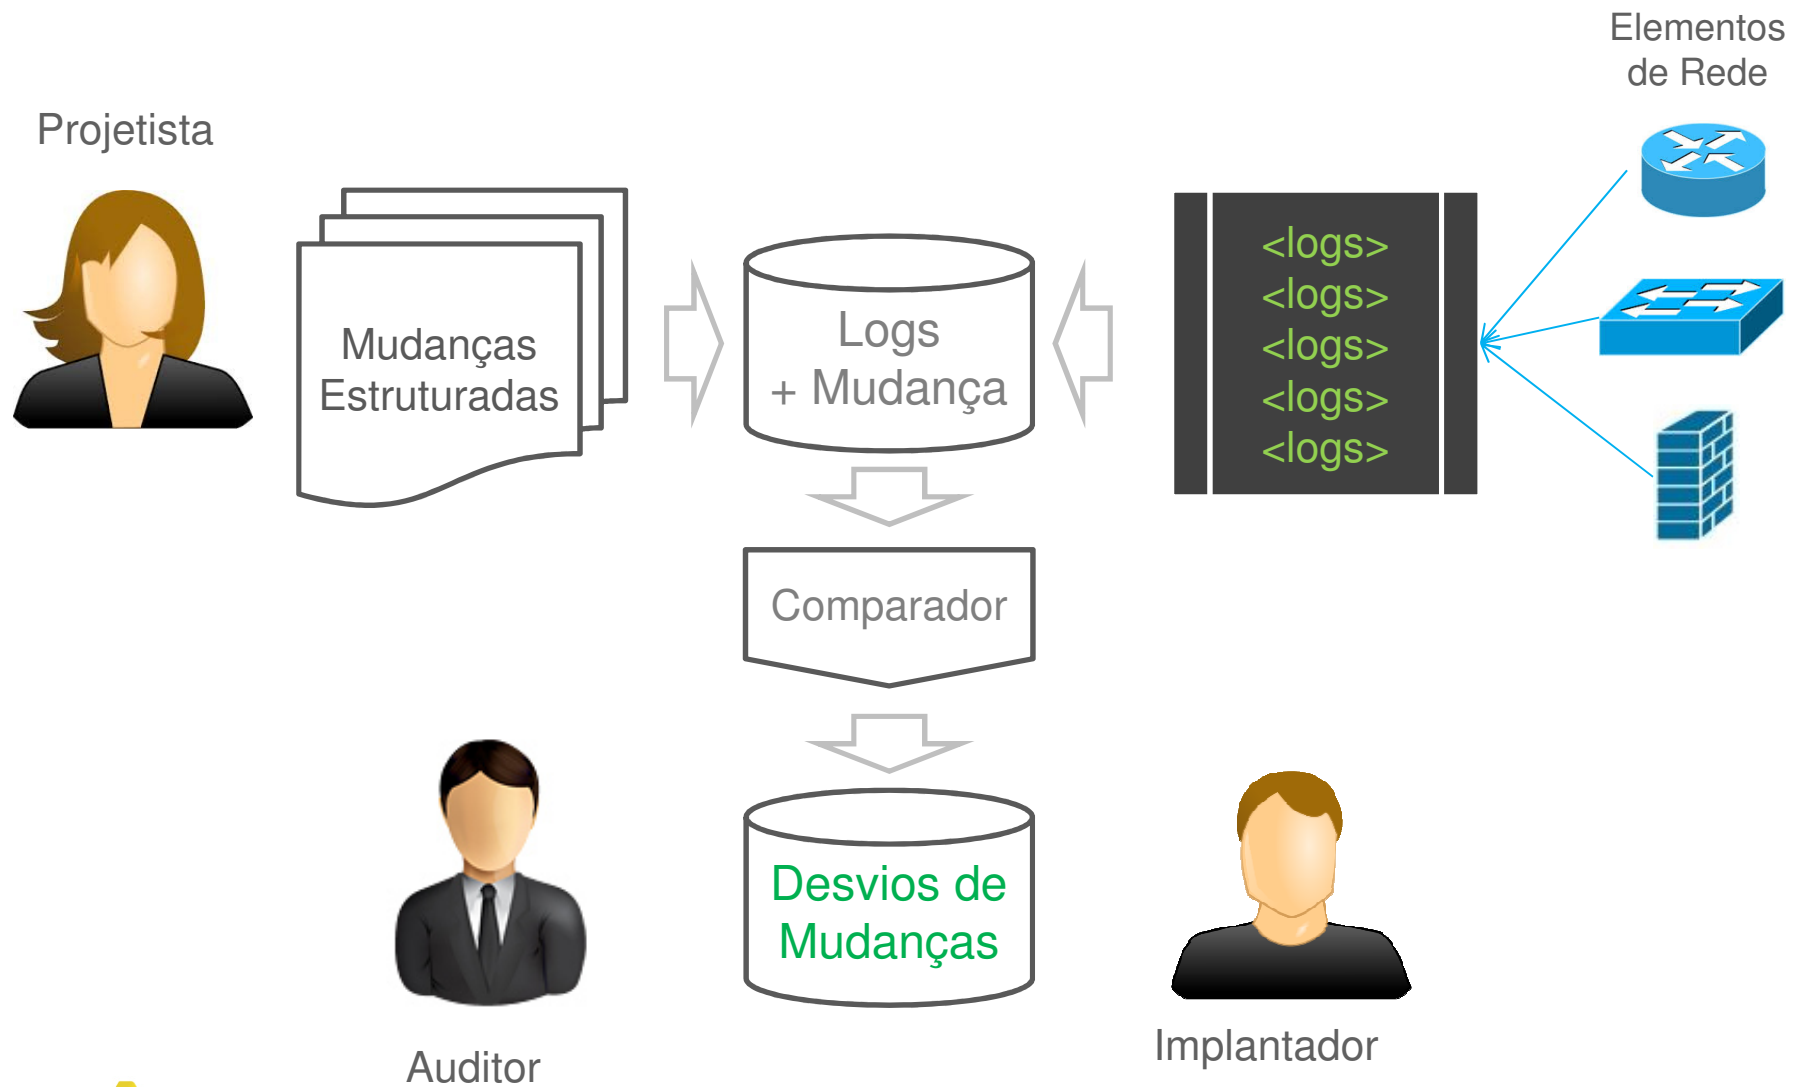 Elementos
de Rede
Projetista
Mudanças
Estruturadas
Logs
+ Mudança
<logs>
<logs>
<logs>
<logs>
<logs>
Comparador
Desvios de
Mudanças
Auditor
Implantador